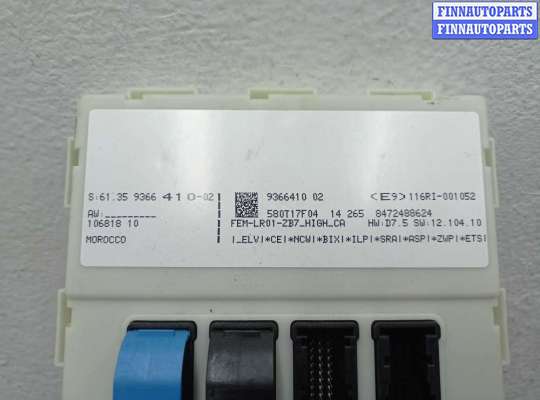 FINNAUTOPARTS
FINNAUTOPARTS
S:61.35 9366 410-02| 9366410 02 <E9>116RI-001052
AW:_________ 580T17F04 14 265 8472488624
106818 10 FEM-LR01-ZB7_HIGH_CA HW:D7.5 SW:12.104.10
MOROCCO |_ELV|*CE|*NCW|*BIX|*ILP|*SRA|*ASP|*ZWP|*ETS|